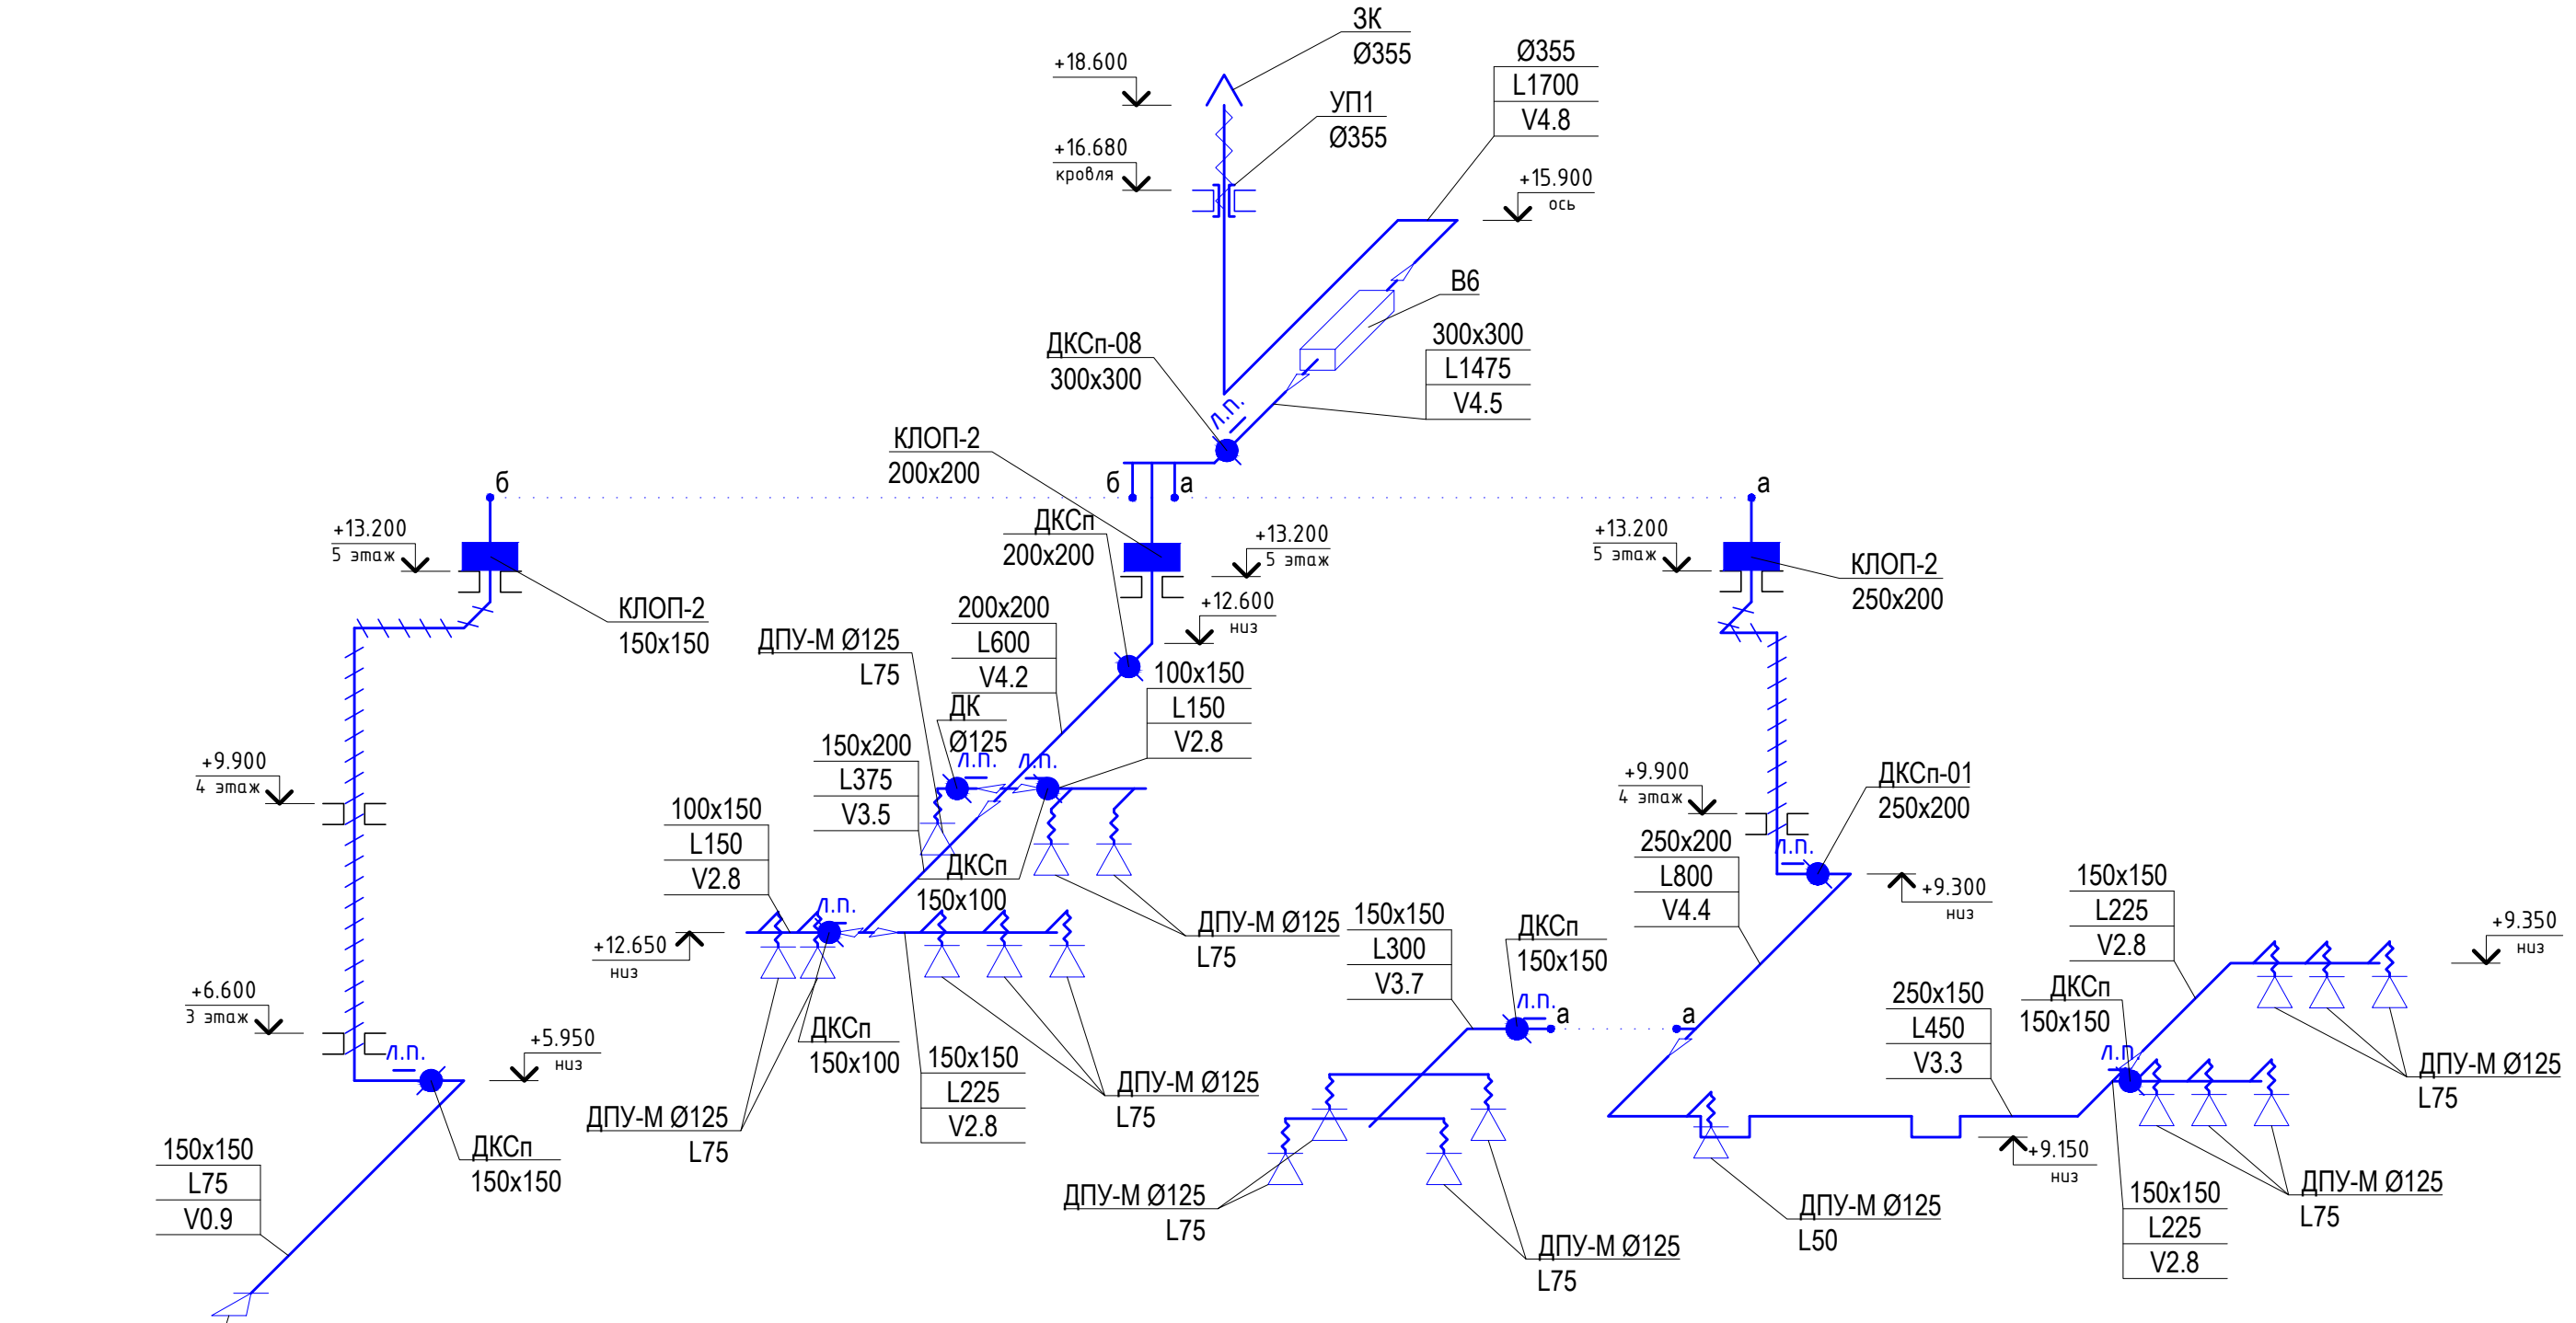 ЗК
Ø355
+18.600
УП1
Ø355
+16.680
кровля
Ø355
L1700
V4.8
+15.900
ось
В6
300x300
L1475
V4.5
ДКСп-08
300x300
Л.П.
КЛОП-2
200x200
б
б
а
а
+13.200
5 этаж
КЛОП-2
150x150
ДКСп
200x200
+13.200
5 этаж
+12.600
низ
+13.200
5 этаж
КЛОП-2
250x200
200x200
L600
V4.2
ДПУ-М Ø125
L75
100x150
L150
V2.8
ДК
Ø125
Л.П.
Л.П.
150x200
L375
V3.5
+9.900
4 этаж
100x150
L150
V2.8
ДКСп
150x100
Л.П.
ДПУ-М Ø125
L75
+12.650
низ
+9.900
4 этаж
ДКСп-01
250x200
Л.П.
250x200
L800
V4.4
+9.300
низ
150x150
L225
V2.8
+9.350
низ
150x150
L300
V3.7
ДКСп
150x150
Л.П.
а
а
250x150
L450
V3.3
ДКСп
150x150
Л.П.
+6.600
3 этаж
+5.950
низ
Л.П.
ДКСп
150x100
150x150
L225
V2.8
ДПУ-М Ø125
L75
ДПУ-М Ø125
L75
ДПУ-М Ø125
L75
150x150
L75
V0.9
ДКСп
150x150
ДПУ-М Ø125
L75
ДПУ-М Ø125
L75
+9.150
низ
ДПУ-М Ø125
L50
ДПУ-М Ø125
L75
150x150
L225
V2.8